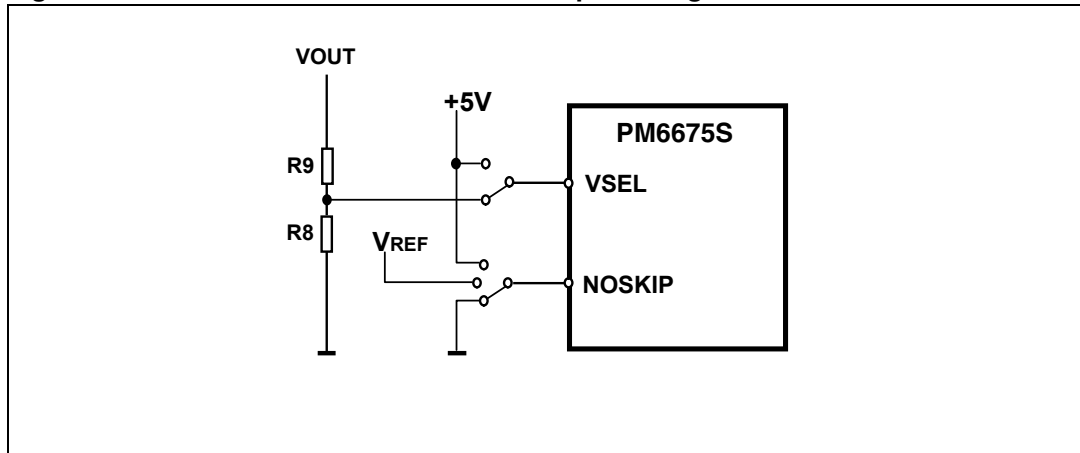 VOUT
+5V
PM6675S
R9
VSEL
R8
VREF
NOSKIP